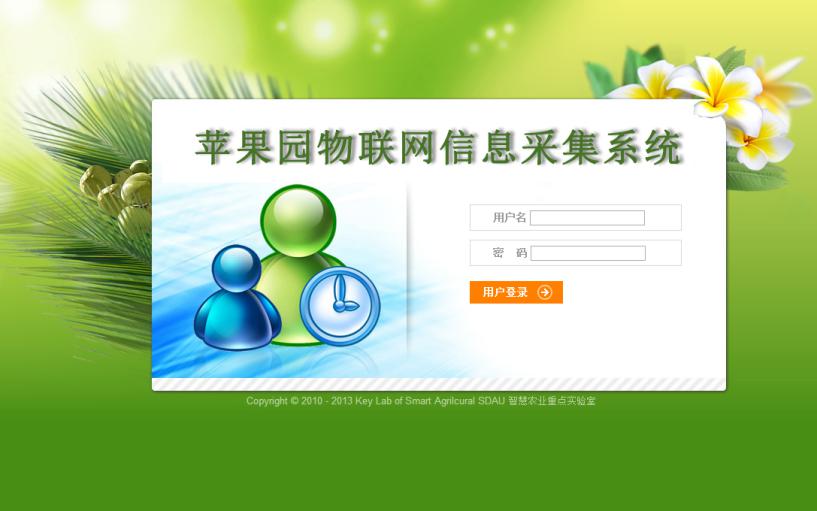 苹果园物联网信息采集系统
用户名
密 码
用户登录
Copyright © 2010 - 2013 Key Lab of Smart Agrilcural SDAU 智慧农业重点实验室